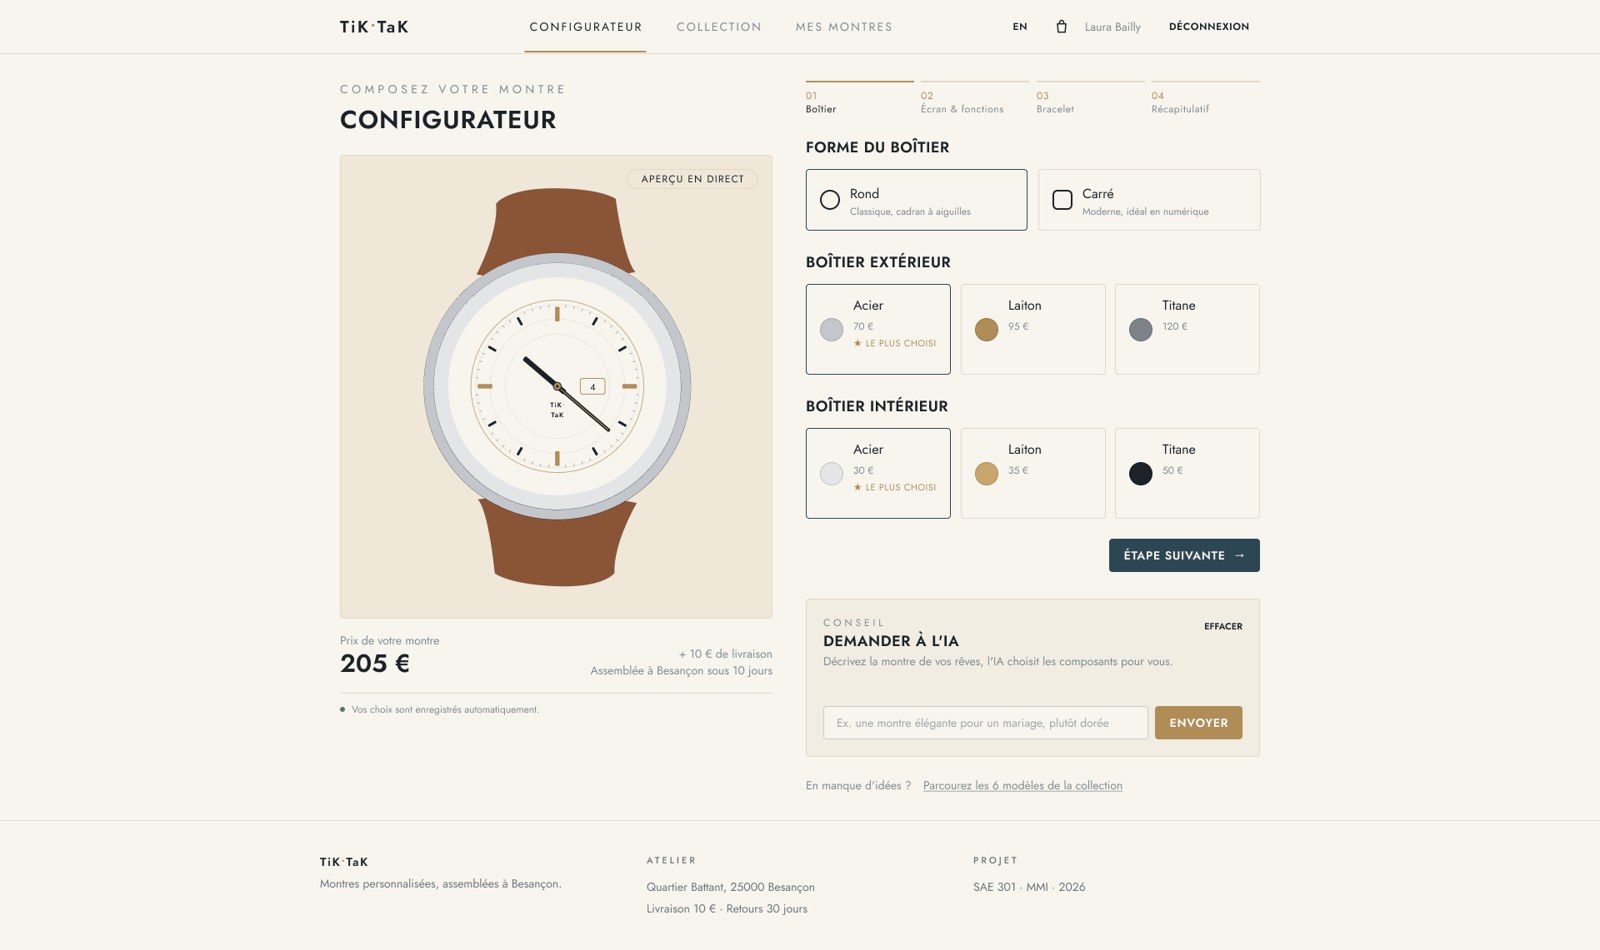 TiK·TaK
CONFIGURATEUR
COLLECTION
MES MONTRES
EN
Laura Bailly
DÉCONNEXION
COMPOSEZ VOTRE MONTRE
CONFIGURATEUR
APERÇU EN DIRECT
4
TiK·
TaK
Prix de votre montre
205 €
+ 10 € de livraison
Assemblée à Besançon sous 10 jours
Vos choix sont enregistrés automatiquement.
01
Boîtier
02
Écran & fonctions
03
Bracelet
04
Récapitulatif
FORME DU BOÎTIER
Rond
Classique, cadran à aiguilles
Carré
Moderne, idéal en numérique
BOÎTIER EXTÉRIEUR
Acier
70 €
★ LE PLUS CHOISI
Laiton
95 €
Titane
120 €
BOÎTIER INTÉRIEUR
Acier
30 €
★ LE PLUS CHOISI
Laiton
35 €
Titane
50 €
ÉTAPE SUIVANTE →
CONSEIL
DEMANDER À L'IA
EFFACER
Décrivez la montre de vos rêves, l'IA choisit les composants pour vous.
Ex. une montre élégante pour un mariage, plutôt dorée
ENVOYER
En manque d'idées ? Parcourez les 6 modèles de la collection
TiK·TaK
Montres personnalisées, assemblées à Besançon.
ATELIER
Quartier Battant, 25000 Besançon
Livraison 10 € · Retours 30 jours
PROJET
SAE 301 · MMI · 2026